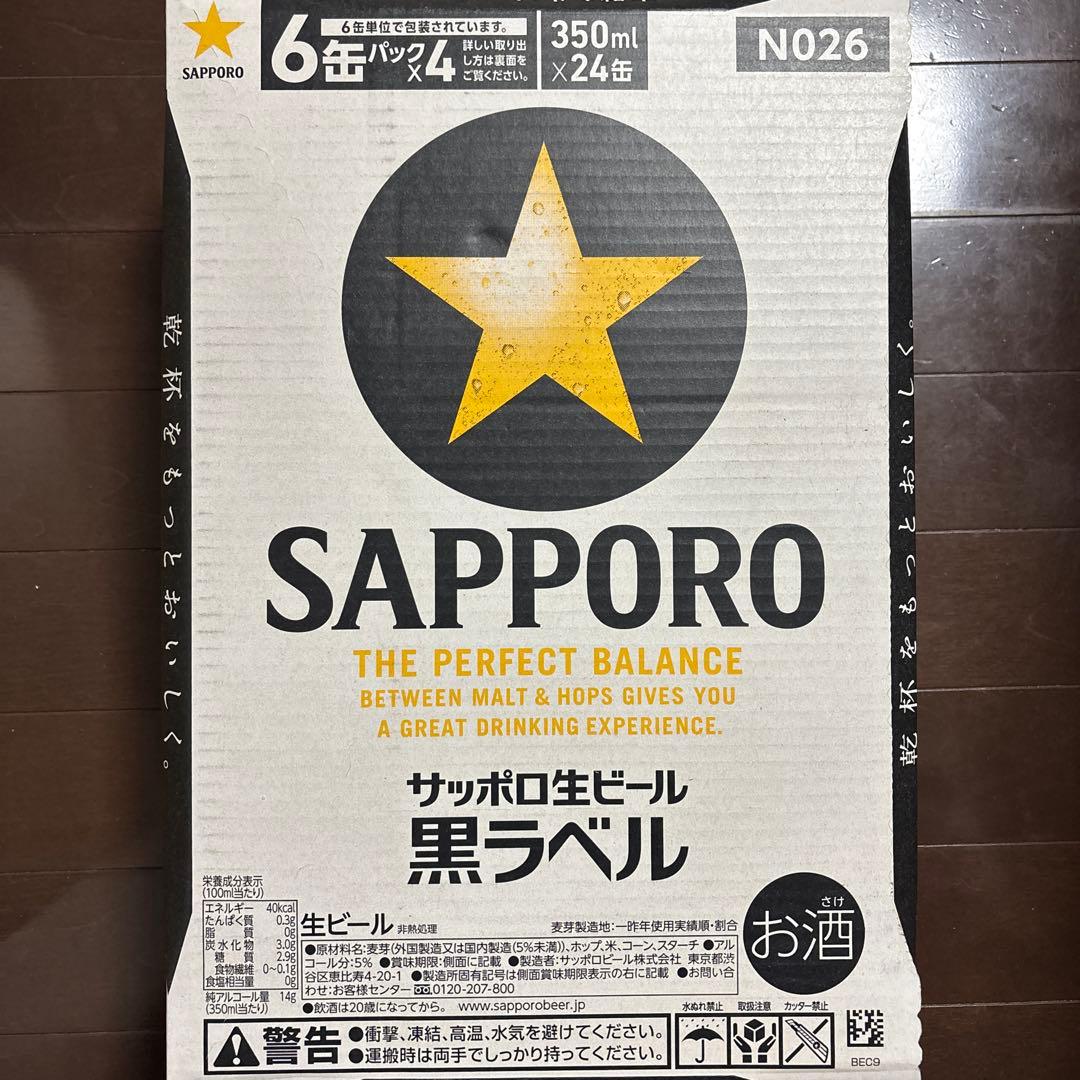 SAPPORO
6缶パック×4
6缶単位で包装されています。
詳しい取り出
し方は裏面を
ご覧ください。
350ml
×24缶
N026
乾杯をもっとおいしく。
乾杯をもっとおいしく。
SAPPORO
THE PERFECT BALANCE
BETWEEN MALT & HOPS GIVES YOU
A GREAT DRINKING EXPERIENCE.
サッポロ生ビール
黒ラベル
栄養成分表示
(100ml当たり)
エネルギー 40kcal
たんぱく質 0.3g
脂質 0g
炭水化物 3.0g
糖質 2.9g
食物繊維 0~0.1g
食塩相当量 0g
純アルコール量 14g
(350ml当たり)
生ビール 非熱処理
麦芽製造地:一昨年使用実績順・割合
●原材料名:麦芽(外国製造又は国内製造(5%未満))、ホップ、米、コーン、スターチ ●アル
コール分:5% ●賞味期限:側面に記載 ●製造者:サッポロビール株式会社 東京都渋
谷区恵比寿4-20-1 ●製造所固有記号は側面賞味期限表示の右に記載 ●お問い合
わせ:お客様センター 0120-207-800
●飲酒は20歳になってから。 www.sapporobeer.jp
さけ
お酒
警告
●衝撃、凍結、高温、水気を避けてください。
●運搬時は両手でしっかり持ってください。
水ぬれ禁止
取扱注意
カッター禁止
BEC9